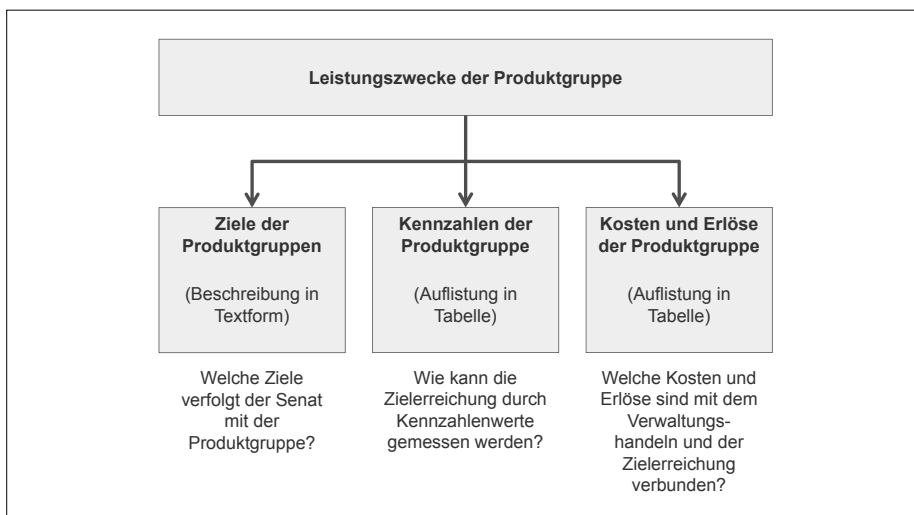 Leistungszwecke der Produktgruppe
Ziele der
Produktgruppen
(Beschreibung in
Textform)
Kennzahlen der
Produktgruppe
(Auflistung in
Tabelle)
Kosten und Erlöse
der Produktgruppe
(Auflistung in
Tabelle)
Welche Ziele
verfolgt der Senat
mit der
Produktgruppe?
Wie kann die
Zielerreichung durch
Kennzahlenwerte
gemessen werden?
Welche Kosten und
Erlöse sind mit dem
Verwaltungs-
handeln und der
Zielerreichung
verbunden?